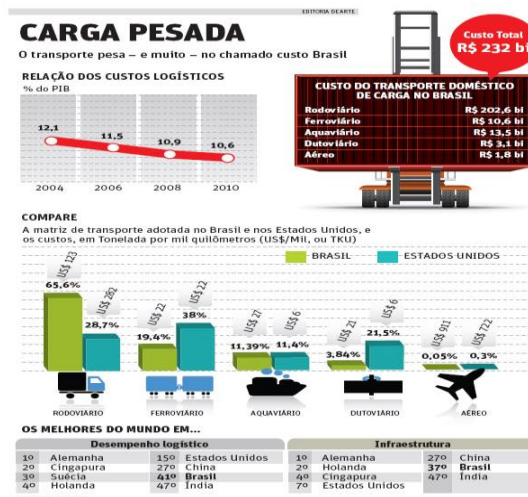 EDITORIA DE ARTE
CARGA PESADA
O transporte pesa – e muito – no chamado custo Brasil
Custo Total
R$ 232 bi
RELAÇÃO DOS CUSTOS LOGÍSTICOS
% do PIB
12,1
11,5
10,9
10,6
2004 2006 2008 2010
CUSTO DO TRANSPORTE DOMÉSTICO
DE CARGA NO BRASIL
Rodoviário R$ 202,6 bi
Ferroviário R$ 10,6 bi
Aquaviário R$ 13,5 bi
Dutoviário R$ 3,1 bi
Aéreo R$ 1,8 bi
COMPARE
A matriz de transporte adotada no Brasil e nos Estados Unidos, e
os custos, em Tonelada por mil quilômetros (US$/Mil, ou TKU)
BRASIL ESTADOS UNIDOS
US$ 123 US$ 282 US$ 22 US$ 22 US$ 27 US$ 6 US$ 21 US$ 6 US$ 911 US$ 722
65,6% 28,7% 19,4% 38% 11,39% 11,4% 3,84% 21,5% 0,05% 0,3%
RODOVIÁRIO FERROVIÁRIO AQUAVIÁRIO DUTOVIÁRIO AÉREO
OS MELHORES DO MUNDO EM...
Desempenho logístico
1º Alemanha 15º Estados Unidos
2º Cingapura 27º China
3º Suécia 41º Brasil
4º Holanda 47º Índia
Infraestrutura
1º Alemanha 27º China
2º Holanda 37º Brasil
4º Cingapura 47º Índia
7º Estados Unidos